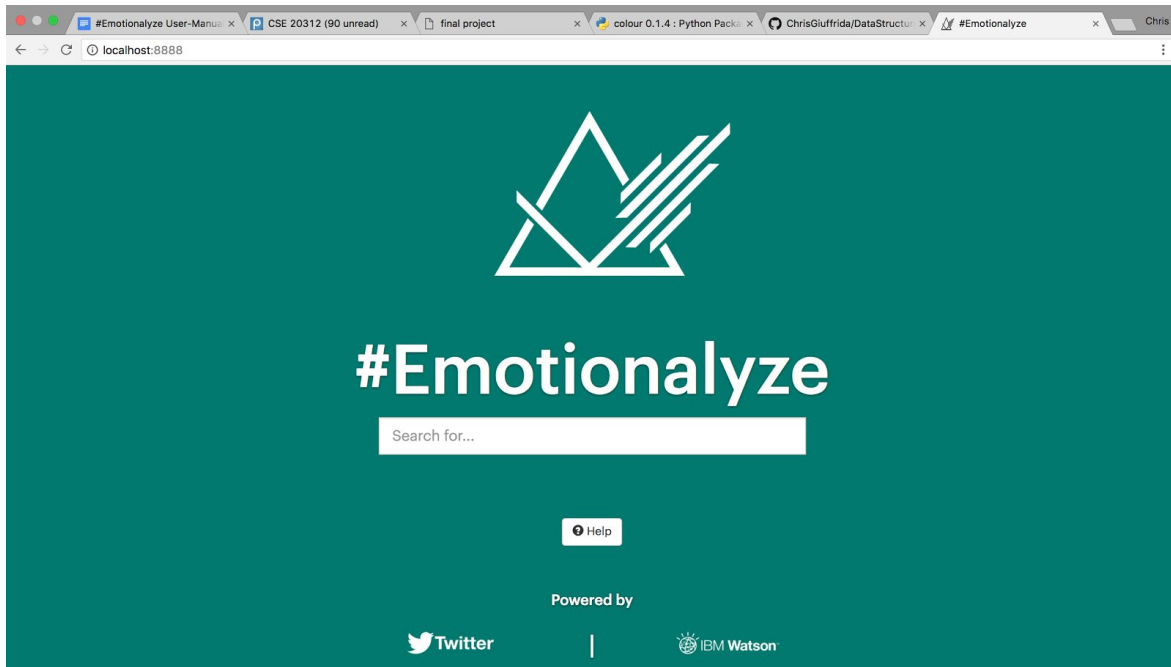 #Emotionalyze User-Manua
CSE 20312 (90 unread)
final project
colour 0.1.4 : Python Packa
ChrisGiuffrida/DataStructur
#Emotionalyze
Chris
localhost:8888
#Emotionalyze
Search for...
Help
Powered by
Twitter | IBM Watson